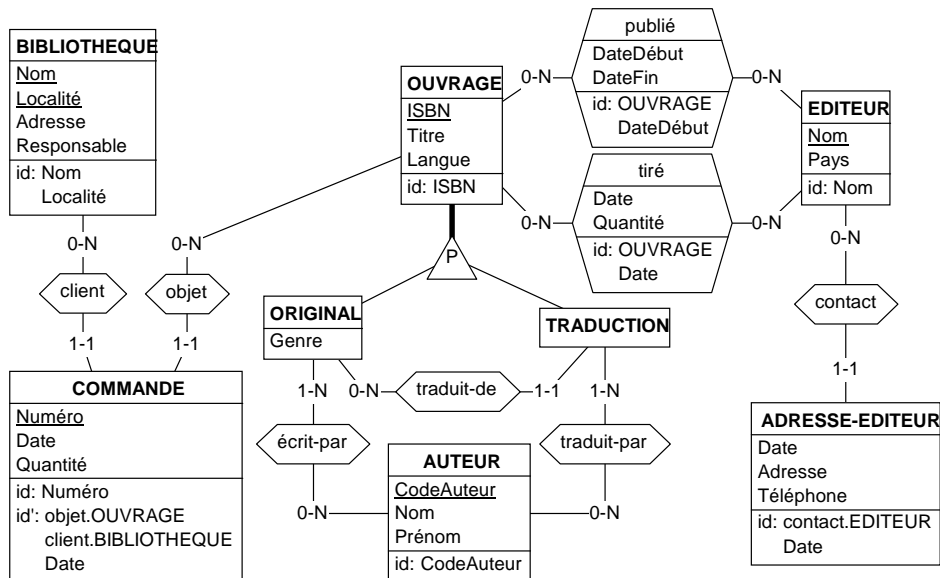 BIBLIOTHEQUE
Nom
Localité
Adresse
Responsable
id: Nom
Localité
0-N
client
1-1
0-N
objet
1-1
COMMANDE
Numéro
Date
Quantité
id: Numéro
id': objet.OUVRAGE
client.BIBLIOTHEQUE
Date
OUVRAGE
ISBN
Titre
Langue
id: ISBN
P
0-N
publié
DateDébut
DateFin
id: OUVRAGE
DateDébut
0-N
0-N
tiré
Date
Quantité
id: OUVRAGE
Date
0-N
EDITEUR
Nom
Pays
id: Nom
0-N
contact
1-1
ADRESSE-EDITEUR
Date
Adresse
Téléphone
id: contact.EDITEUR
Date
ORIGINAL
Genre
TRADUCTION
0-N
traduit-de
1-1
1-N
écrit-par
0-N
1-N
traduit-par
0-N
AUTEUR
CodeAuteur
Nom
Prénom
id: CodeAuteur